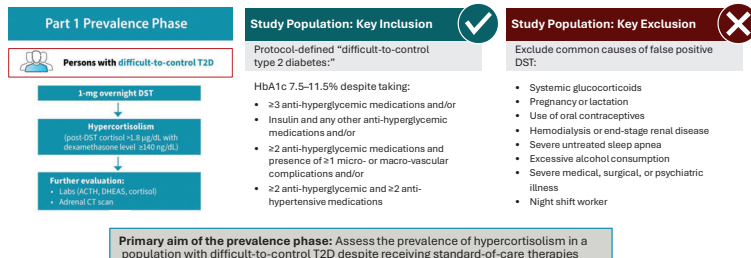 Part 1 Prevalence Phase
Persons with difficult-to-control T2D
1-mg overnight DST
Hypercortisolism
(post-DST cortisol >1.8 µg/dL with
dexamethasone level ≥140 ng/dL)
Further evaluation:
• Labs (ACTH, DHEAS, cortisol)
• Adrenal CT scan
Study Population: Key Inclusion
Protocol-defined “difficult-to-control
type 2 diabetes:”
HbA1c 7.5–11.5% despite taking:
• ≥3 anti-hyperglycemic medications and/or
• Insulin and any other anti-hyperglycemic
medications and/or
• ≥2 anti-hyperglycemic medications and
presence of ≥1 micro- or macro-vascular
complications and/or
• ≥2 anti-hyperglycemic and ≥2 anti-
hypertensive medications
Study Population: Key Exclusion
Exclude common causes of false positive
DST:
• Systemic glucocorticoids
• Pregnancy or lactation
• Use of oral contraceptives
• Hemodialysis or end-stage renal disease
• Severe untreated sleep apnea
• Excessive alcohol consumption
• Severe medical, surgical, or psychiatric
illness
• Night shift worker
Primary aim of the prevalence phase: Assess the prevalence of hypercortisolism in a
population with difficult-to-control T2D despite receiving standard-of-care therapies